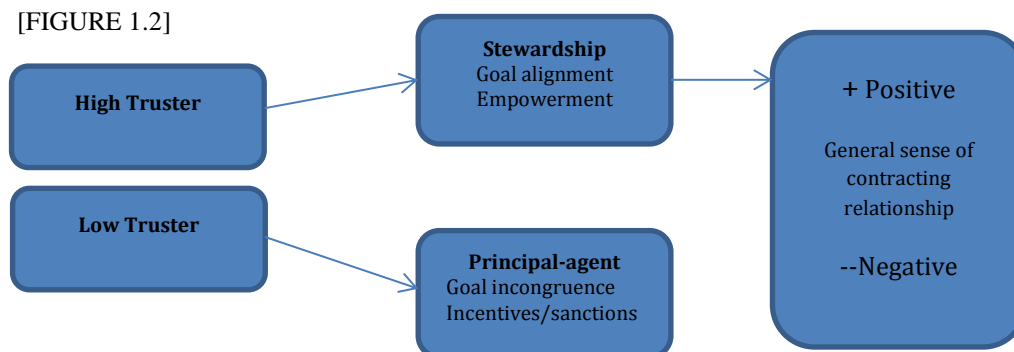 [FIGURE 1.2]
High Truster
Stewardship
Goal alignment
Empowerment
Low Truster
Principal-agent
Goal incongruence
Incentives/sanctions
+ Positive
General sense of
contracting
relationship
--Negative